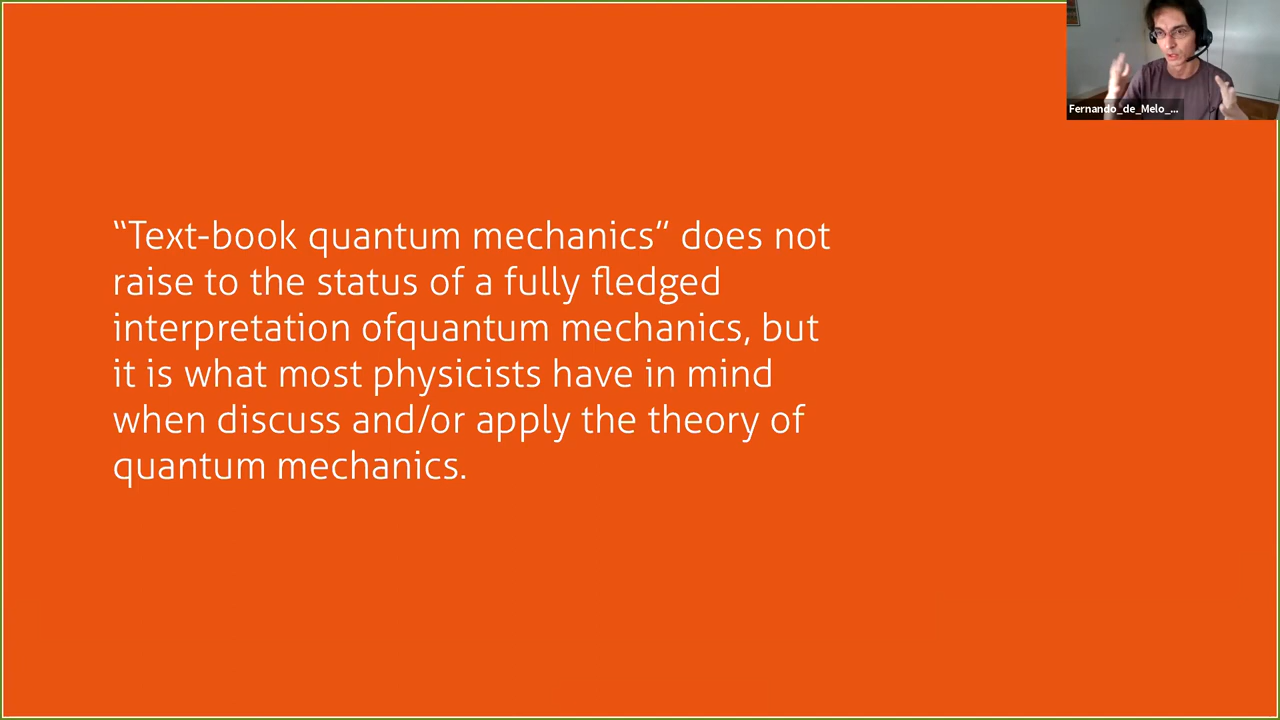 Fernando_de_Melo_...
“Text-book quantum mechanics” does not
raise to the status of a fully fledged
interpretation ofquantum mechanics, but
it is what most physicists have in mind
when discuss and/or apply the theory of
quantum mechanics.